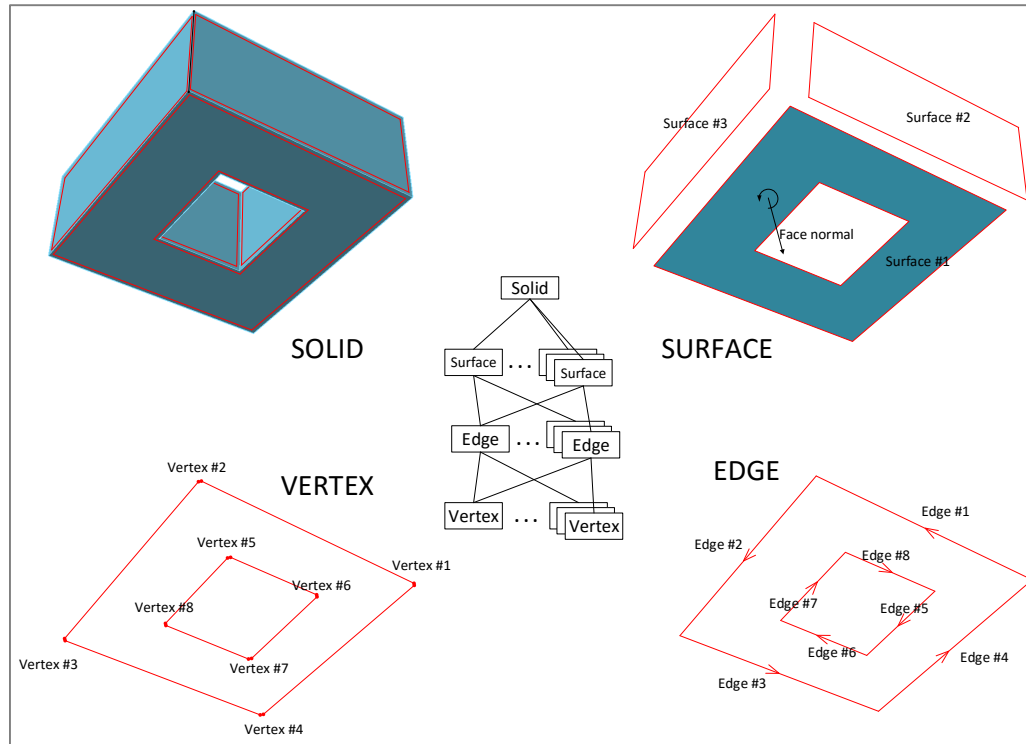 Surface #2
Surface #3
Face normal
Surface #1
Solid
SOLID
SURFACE
Surface
...
Surface
Edge
...
Edge
Vertex
...
Vertex
VERTEX
Vertex #2
Vertex #5
Vertex #1
Vertex #6
Vertex #8
Vertex #3
Vertex #7
Vertex #4
EDGE
Edge #1
Edge #2
Edge #8
Edge #7
Edge #5
Edge #6
Edge #3
Edge #4